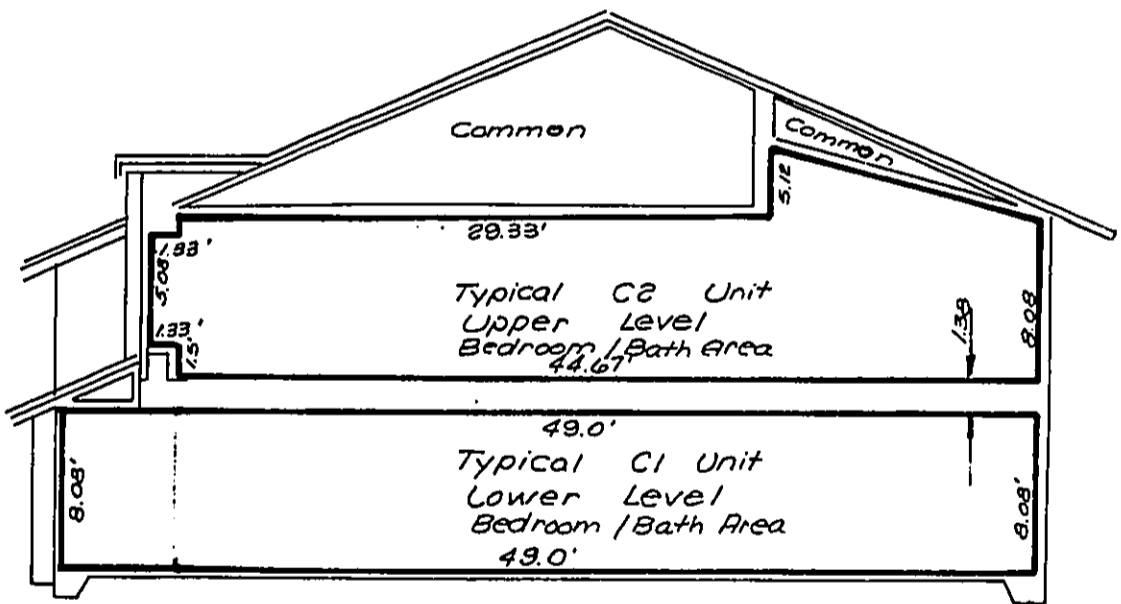 Common
Common
5.12
29.33'
1.33'
5.08
1.33'
1.5'
Typical C2 Unit
Upper Level
Bedroom / Bath Area
44.67'
1.38
8.08
49.0'
Typical C1 Unit
Lower Level
Bedroom / Bath Area
49.0'
8.08'
8.08'